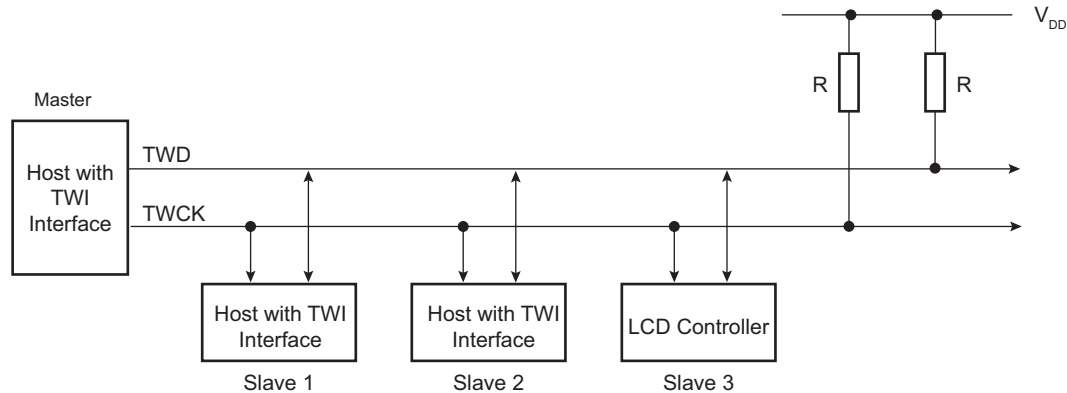 V_DD
R
R
Master
Host with
TWI
Interface
TWD
TWCK
Host with TWI
Interface
Slave 1
Host with TWI
Interface
Slave 2
LCD Controller
Slave 3